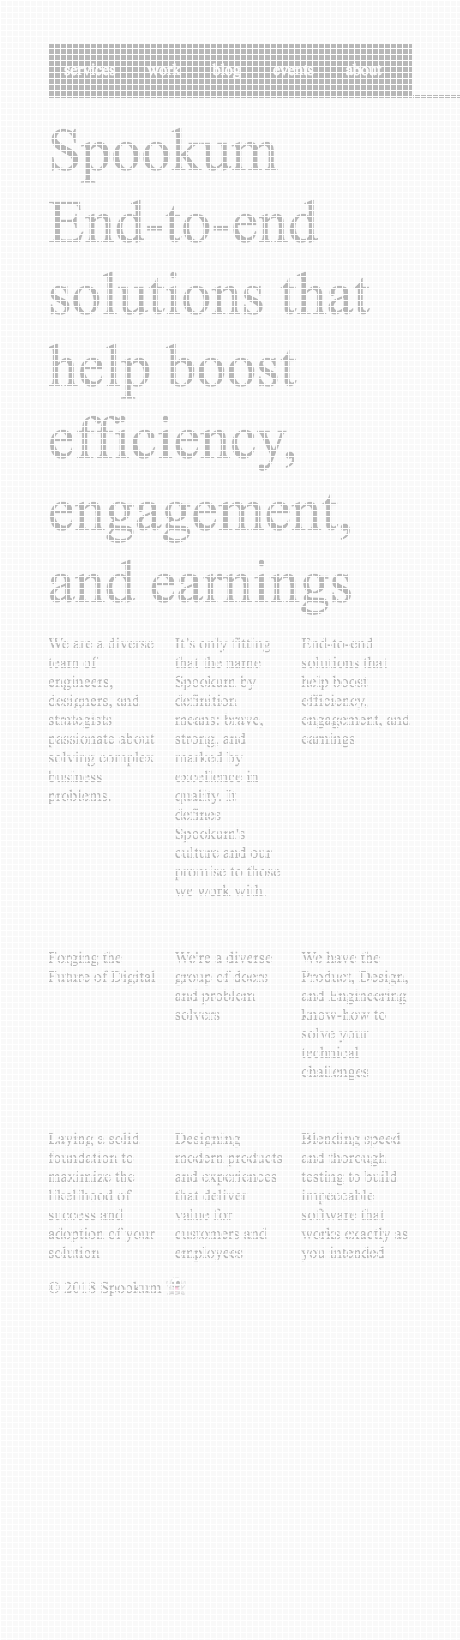 services work blog events about
Spookum
End-to-end
solutions that
help boost
efficiency,
engagement,
and earnings
We are a diverse
team of
engineers,
designers, and
strategists
passionate about
solving complex
business
problems.
It's only fitting
that the name
Spookum by
definition
means: brave,
strong, and
marked by
excellence in
quality. It
defines
Spookum's
culture and our
promise to those
we work with.
End-to-end
solutions that
help boost
efficiency,
engagement, and
earnings
Forging the
Future of Digital
We're a diverse
group of doers
and problem
solvers
We have the
Product, Design,
and Engineering
know-how to
solve your
technical
challenges
Laying a solid
foundation to
maximize the
likelihood of
success and
adoption of your
solution
Designing
modern products
and experiences
that deliver
value for
customers and
employees
Blending speed
and thorough
testing to build
impeccable
software that
works exactly as
you intended
© 2018 Spookum